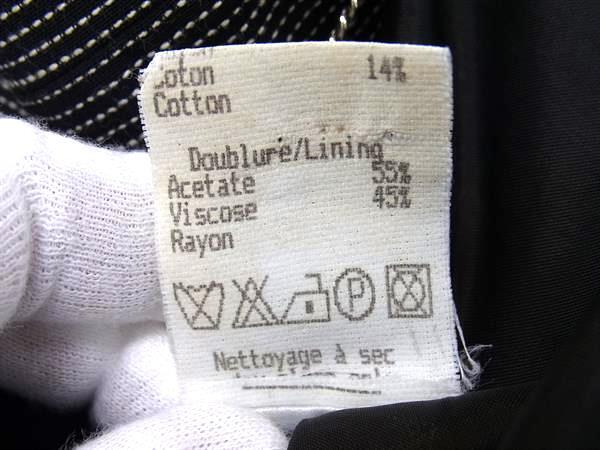 Coton 14%
Cotton
Doublure/Lining
Acetate 55%
Viscose 45%
Rayon
P
Nettoyage à sec